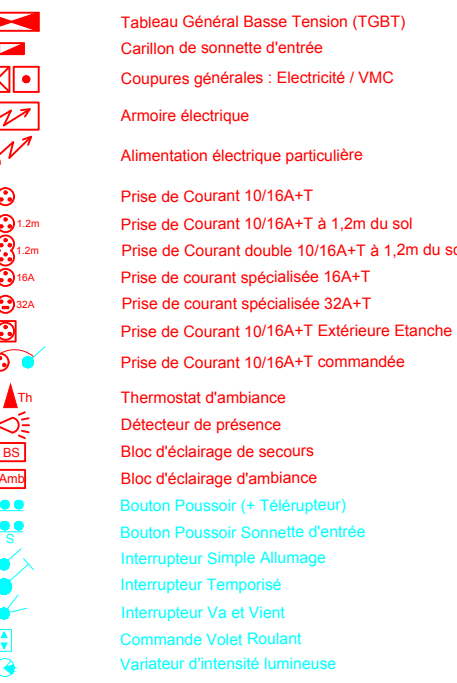 Tableau Général Basse Tension (TGBT)
Carillon de sonnette d'entrée
Coupures générales : Electricité / VMC
Armoire électrique
Alimentation électrique particulière
Prise de Courant 10/16A+T
1.2m Prise de Courant 10/16A+T à 1,2m du sol
1.2m Prise de Courant double 10/16A+T à 1,2m du so
16A Prise de courant spécialisée 16A+T
32A Prise de courant spécialisée 32A+T
Prise de Courant 10/16A+T Extérieure Etanche
Prise de Courant 10/16A+T commandée
Th Thermostat d'ambiance
Détecteur de présence
BS Bloc d'éclairage de secours
Amb Bloc d'éclairage d'ambiance
Bouton Poussoir (+ Télérupteur)
S Bouton Poussoir Sonnette d'entrée
Interrupteur Simple Allumage
Interrupteur Temporisé
Interrupteur Va et Vient
Commande Volet Roulant
Variateur d'intensité lumineuse